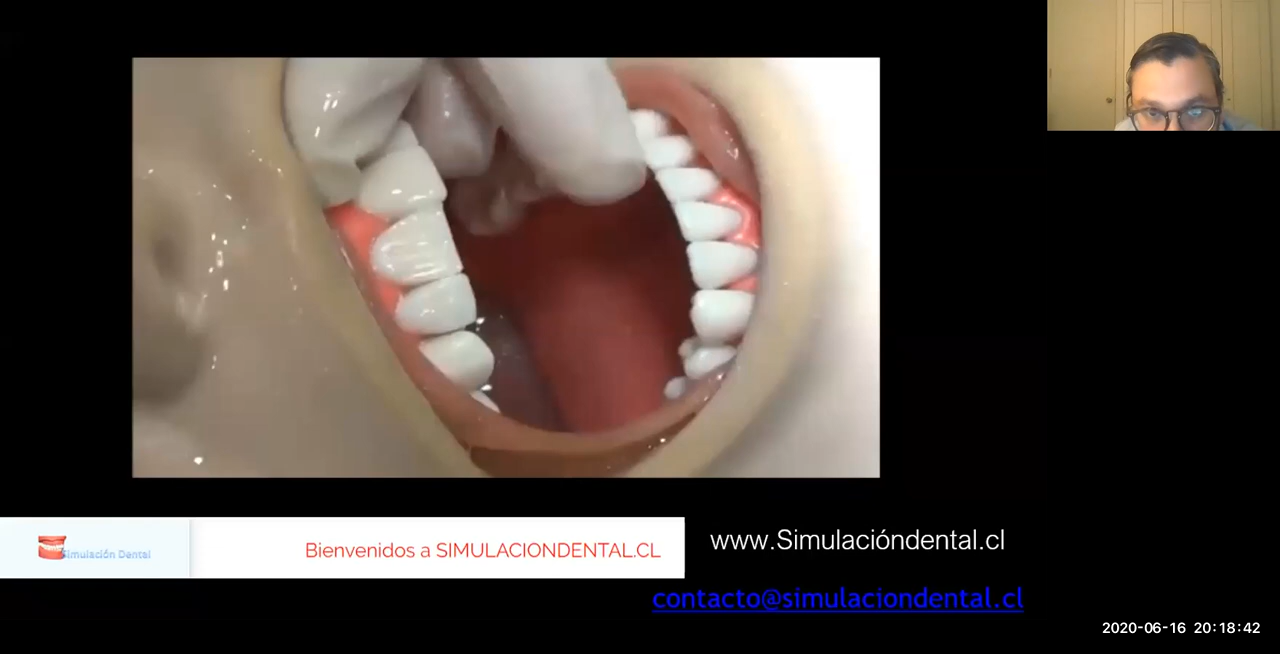 Simulación Dental
Bienvenidos a SIMULACIONDENTAL.CL
www.Simulacióndental.cl
contacto@simulaciondental.cl
2020-06-16 20:18:42